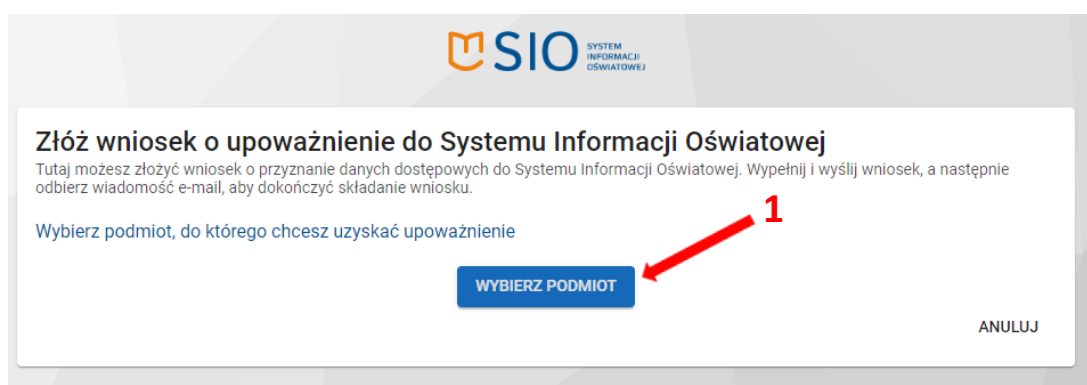 SIO SYSTEM
INFORMACJI
OŚWIATOWEJ
Złóż wniosek o upoważnienie do Systemu Informacji Oświatowej
Tutaj możesz złożyć wniosek o przyznanie danych dostępowych do Systemu Informacji Oświatowej. Wypełnij i wyślij wniosek, a następnie
odbierz wiadomość e-mail, aby dokończyć składanie wniosku.
1
Wybierz podmiot, do którego chcesz uzyskać upoważnienie
WYBIERZ PODMIOT
ANULUJ